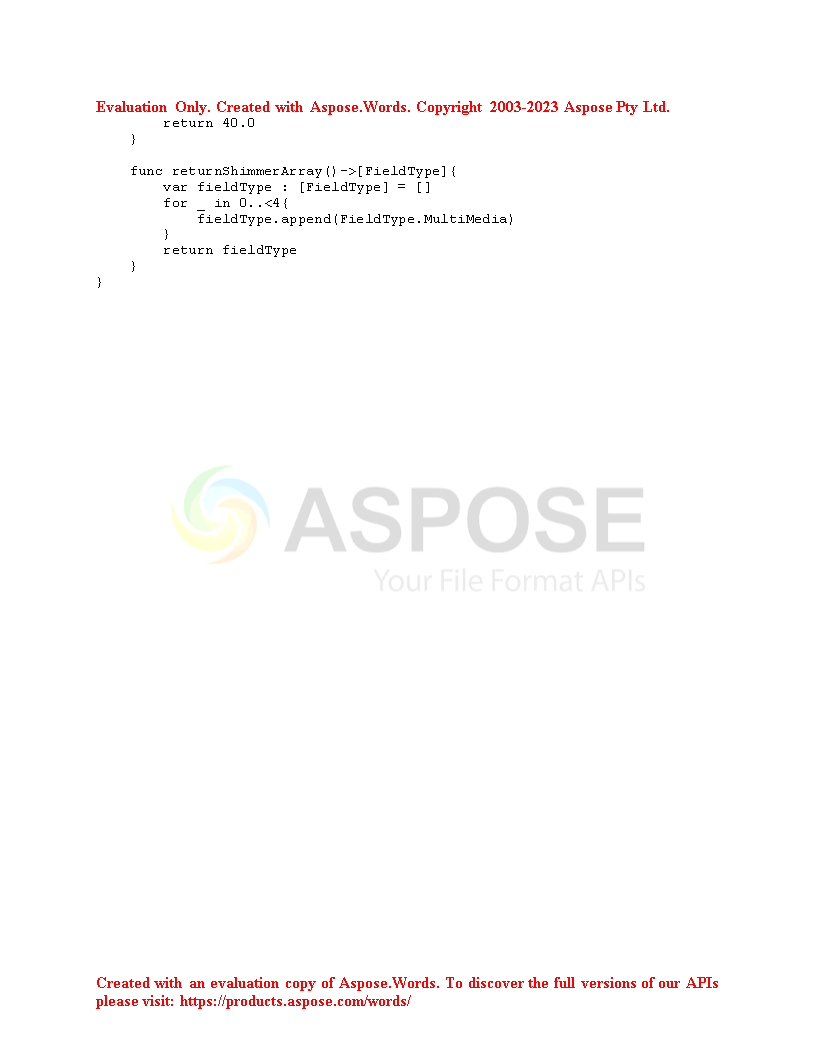 Evaluation Only. Created with Aspose.Words. Copyright 2003-2023 Aspose Pty Ltd.
        return 40.0
    }

    func returnShimmerArray()->[FieldType]{
        var fieldType : [FieldType] = []
        for _ in 0..<4{
            fieldType.append(FieldType.MultiMedia)
        }
        return fieldType
    }
}
ASPOSE
Your File Format APIs
Created with an evaluation copy of Aspose.Words. To discover the full versions of our APIs
please visit: https://products.aspose.com/words/